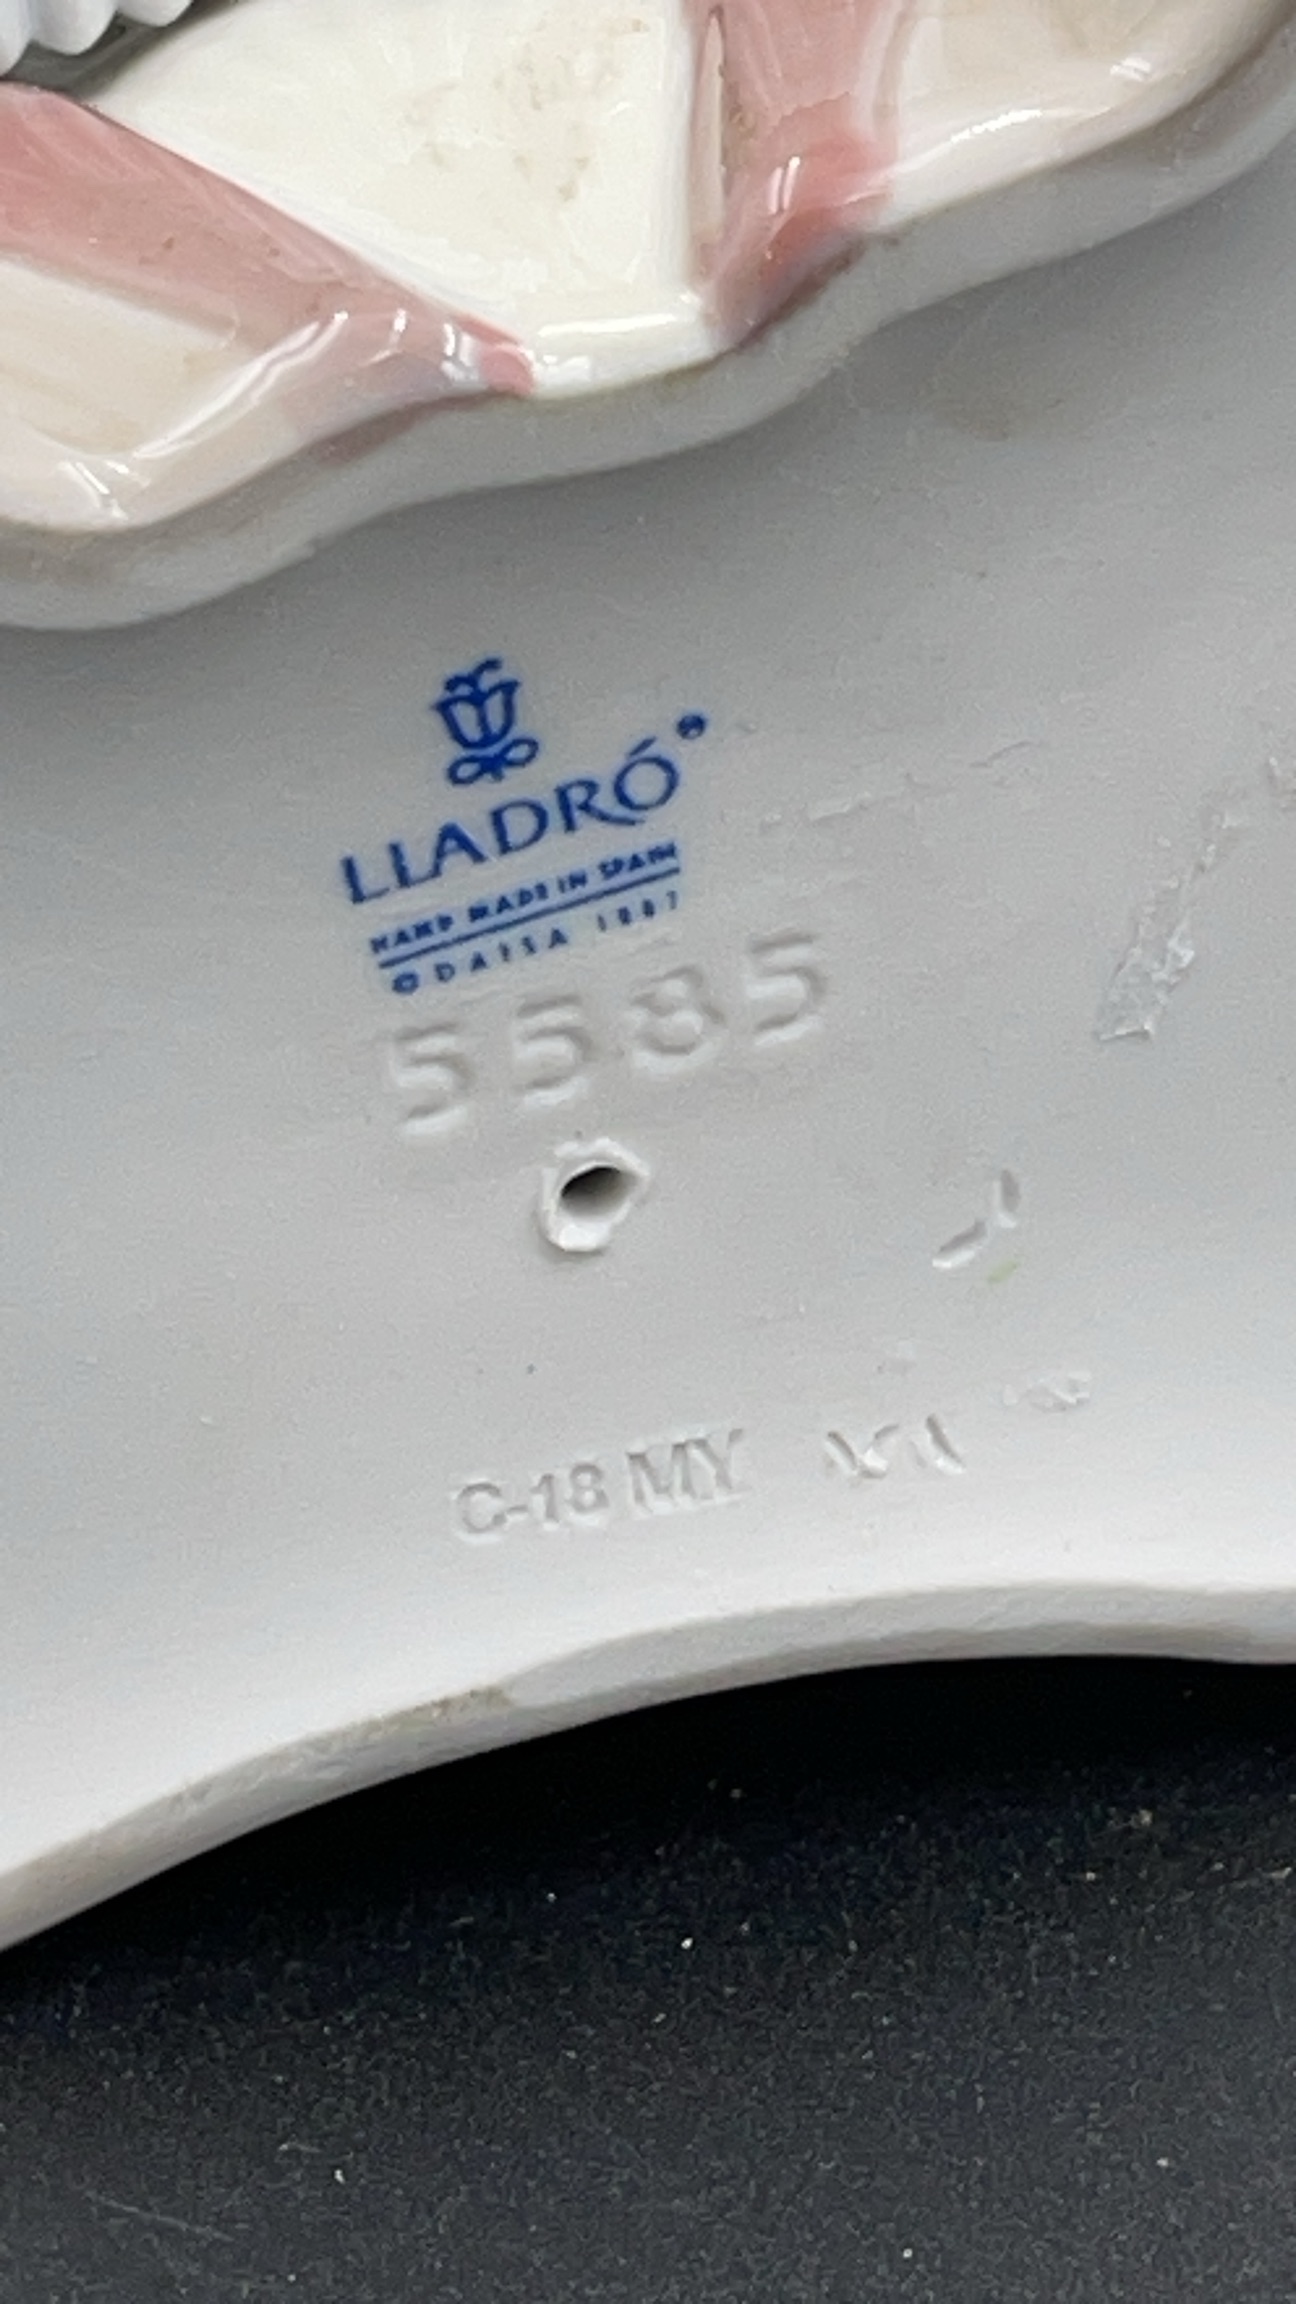 LLADRÓ®
HAND MADE IN SPAIN
© DAISA 1987
5585
C-18 MY